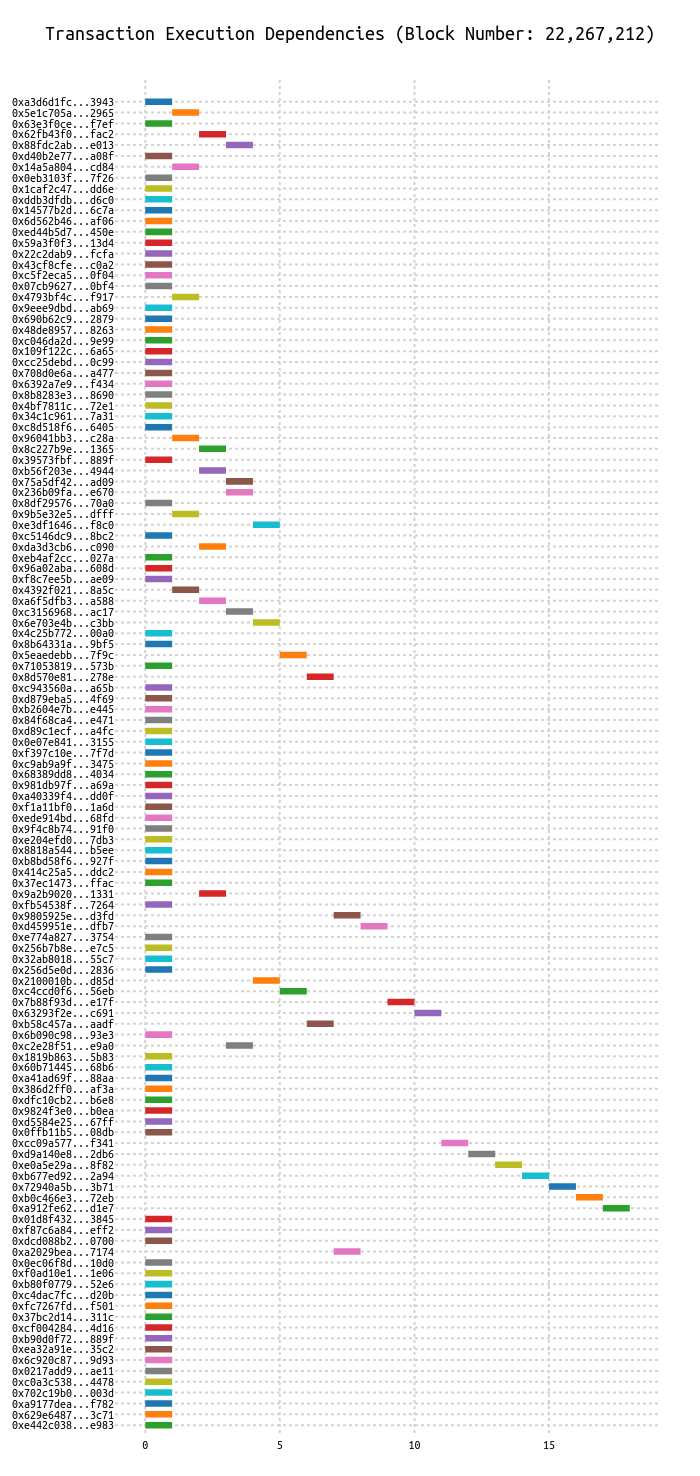 Transaction Execution Dependencies (Block Number: 22,267,212)
0xa3d6d1fc...3943
0x5e1c705a...2965
0x63e3f0ce...f7ef
0x62fb43f0...fac2
0x88fdc2ab...e013
0xd40b2e77...a08f
0x14a5a804...cd84
0x0eb3103f...7f26
0x1caf2c47...dd6e
0xddb3dfdb...d6c0
0x14577b2d...6c7a
0x6d562b46...af06
0xed44b5d7...450e
0x59a3f0f3...13d4
0x22c2dab9...fcfa
0x43cf8cfe...c0a2
0xc5f2eca5...0f04
0x07cb9627...0bf4
0x4793bf4c...f917
0x9eee9dbd...ab69
0x690b62c9...2879
0x48de8957...8263
0xc046da2d...9e99
0x109f122c...6a65
0xcc25debd...0c99
0x708d0e6a...a477
0x6392a7e9...f434
0x8b8283e3...8690
0x4bf7811c...72e1
0x34c1c961...7a31
0xc8d518f6...6405
0x96041bb3...c28a
0x8c227b9e...1365
0x39573fbf...889f
0xb56f203e...4944
0x75a5df42...ad09
0x236b09fa...e670
0x8df29576...70a0
0x9b5e32e5...dfff
0xe3df1646...f8c0
0xc5146dc9...8bc2
0xda3d3cb6...c090
0xeb4af2cc...027a
0x96a02aba...608d
0xf8c7ee5b...ae09
0x4392f021...8a5c
0xa6f5dfb3...a588
0xc3156968...ac17
0x6e703e4b...c3bb
0x4c25b772...00a0
0x8b64331a...9bf5
0x5eaedebb...7f9c
0x71053819...573b
0x8d570e81...278e
0xc943560a...a65b
0xd879eba5...4f69
0xb2604e7b...e445
0x84f68ca4...e471
0xd89c1ecf...a4fc
0x0e07e841...3155
0xf397c10e...7f7d
0xc9ab9a9f...3475
0x68389dd8...4034
0x981db97f...a69a
0xa40339f4...dd0f
0xf1a11bf0...1a6d
0xede914bd...68fd
0x9f4c8b74...91f0
0xe204efd0...7db3
0x8818a544...b5ee
0xb8bd58f6...927f
0x414c25a5...ddc2
0x37ec1473...ffac
0x9a2b9020...1331
0xfb54538f...7264
0x9805925e...d3fd
0xd459951e...dfb7
0xe774a827...3754
0x256b7b8e...e7c5
0x32ab8018...55c7
0x256d5e0d...2836
0x2100010b...d85d
0xc4ccd0f6...56eb
0x7b88f93d...e17f
0x63293f2e...c691
0xb58c457a...aadf
0x6b090c98...93e3
0xc2e28f51...e9a0
0x1819b863...5b83
0x60b71445...68b6
0xa41ad69f...88aa
0x386d2ff0...af3a
0xdfc10cb2...b6e8
0x9824f3e0...b0ea
0xd5584e25...67ff
0x0ffb11b5...08db
0xcc09a577...f341
0xd9a140e8...2db6
0xe0a5e29a...8f82
0xb677ed92...2a94
0x72940a5b...3b71
0xb0c466e3...72eb
0xa912fe62...d1e7
0x01d8f432...3845
0xf87c6a84...eff2
0xdcd088b2...0700
0xa2029bea...7174
0x0ec06f8d...10d0
0xf0ad10e1...1e06
0xb80f0779...52e6
0xc4dac7fc...d20b
0xfc7267fd...f501
0x37bc2d14...311c
0xcf004284...4d16
0xb90d0f72...889f
0xea32a91e...35c2
0x6c920c87...9d93
0x0217add9...ae11
0xc0a3c538...4478
0x702c19b0...003d
0xa9177dea...f782
0x629e6487...3c71
0xe442c038...e983
0 5 10 15